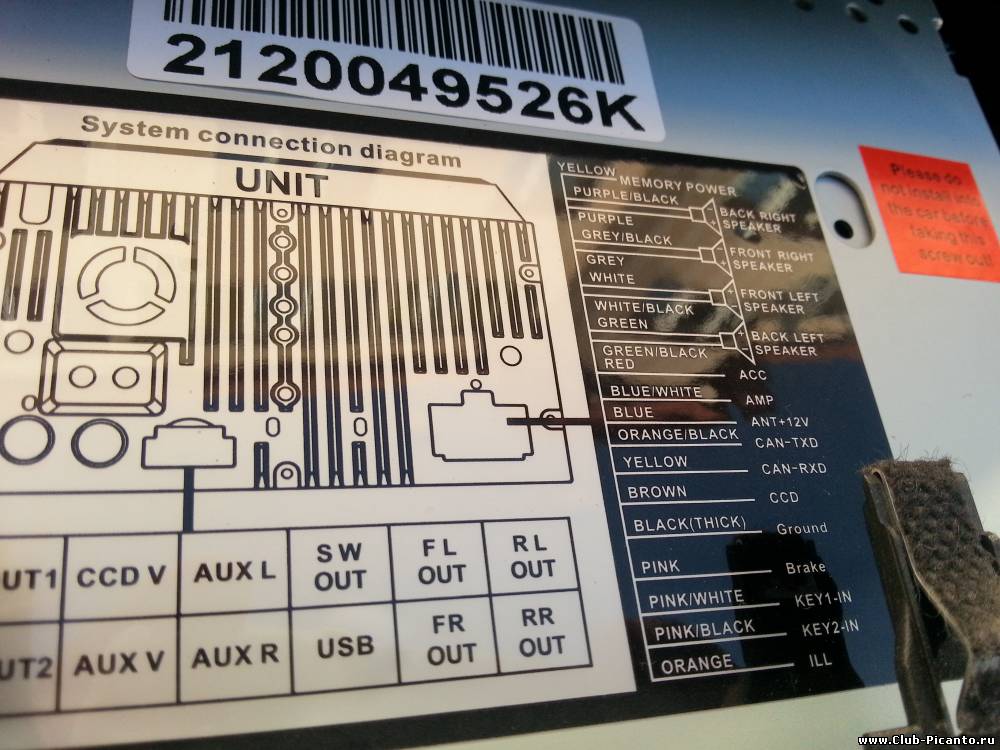 2120049526K
System connection diagram
UNIT
YELLOW MEMORY POWER
PURPLE/BLACK
PURPLE
BACK RIGHT
SPEAKER
GREY/BLACK
GREY
FRONT RIGHT
SPEAKER
WHITE
WHITE/BLACK
FRONT LEFT
SPEAKER
GREEN
GREEN/BLACK
BACK LEFT
SPEAKER
RED ACC
BLUE/WHITE AMP
BLUE ANT+12V
ORANGE/BLACK CAN-TXD
YELLOW CAN-RXD
BROWN CCD
BLACK(THICK) Ground
PINK Brake
PINK/WHITE KEY1-IN
PINK/BLACK KEY2-IN
ORANGE ILL
Please do
not install into
the car before
taking this
screw out!
UT1 CCD V AUX L SW OUT FL OUT RL OUT
UT2 AUX V AUX R USB FR OUT RR OUT
www.Club-Picanto.ru